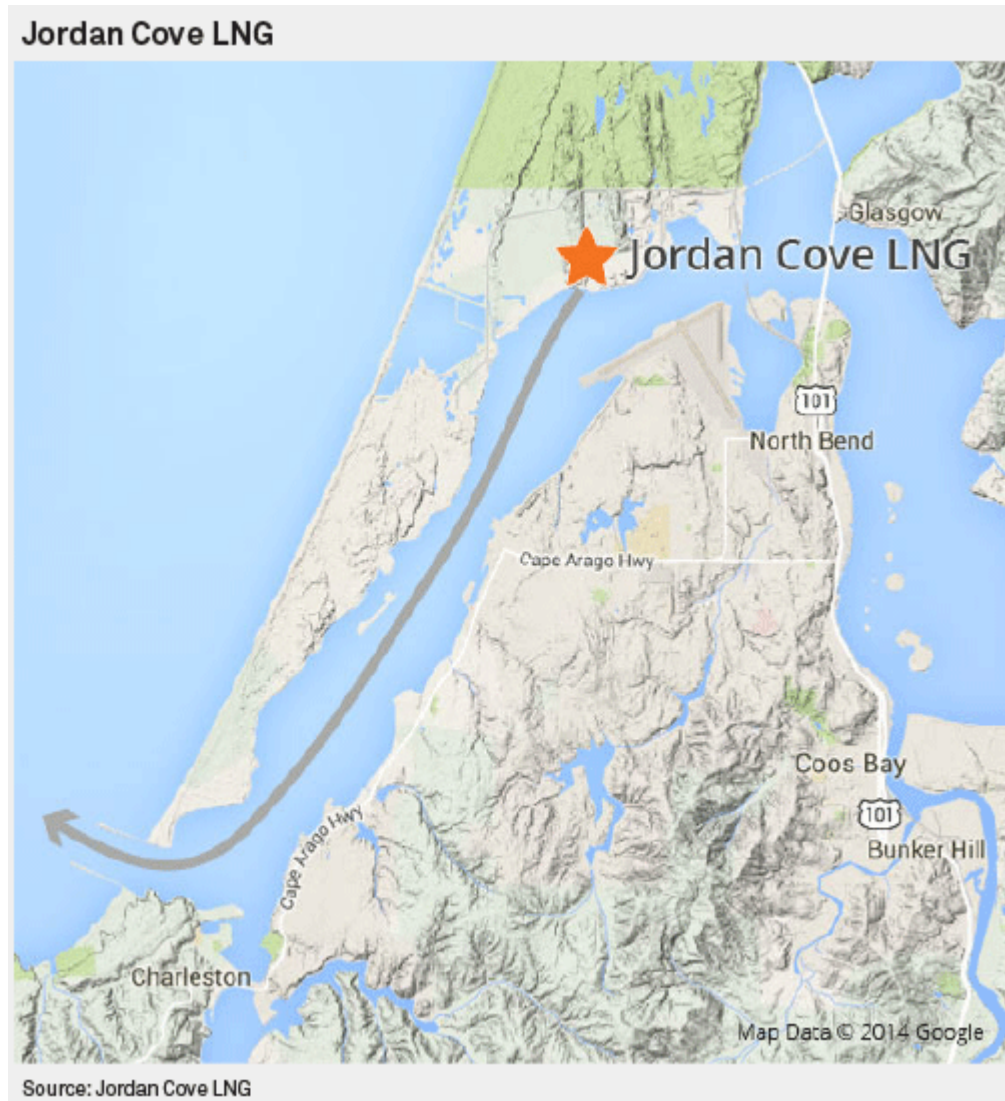 Jordan Cove LNG
Glasgow
Jordan Cove LNG
101
North Bend
Cape Arago Hwy
Coos Bay
101
Cape Arago Hwy
Bunker Hill
Charleston
Map Data © 2014 Google
Source: Jordan Cove LNG